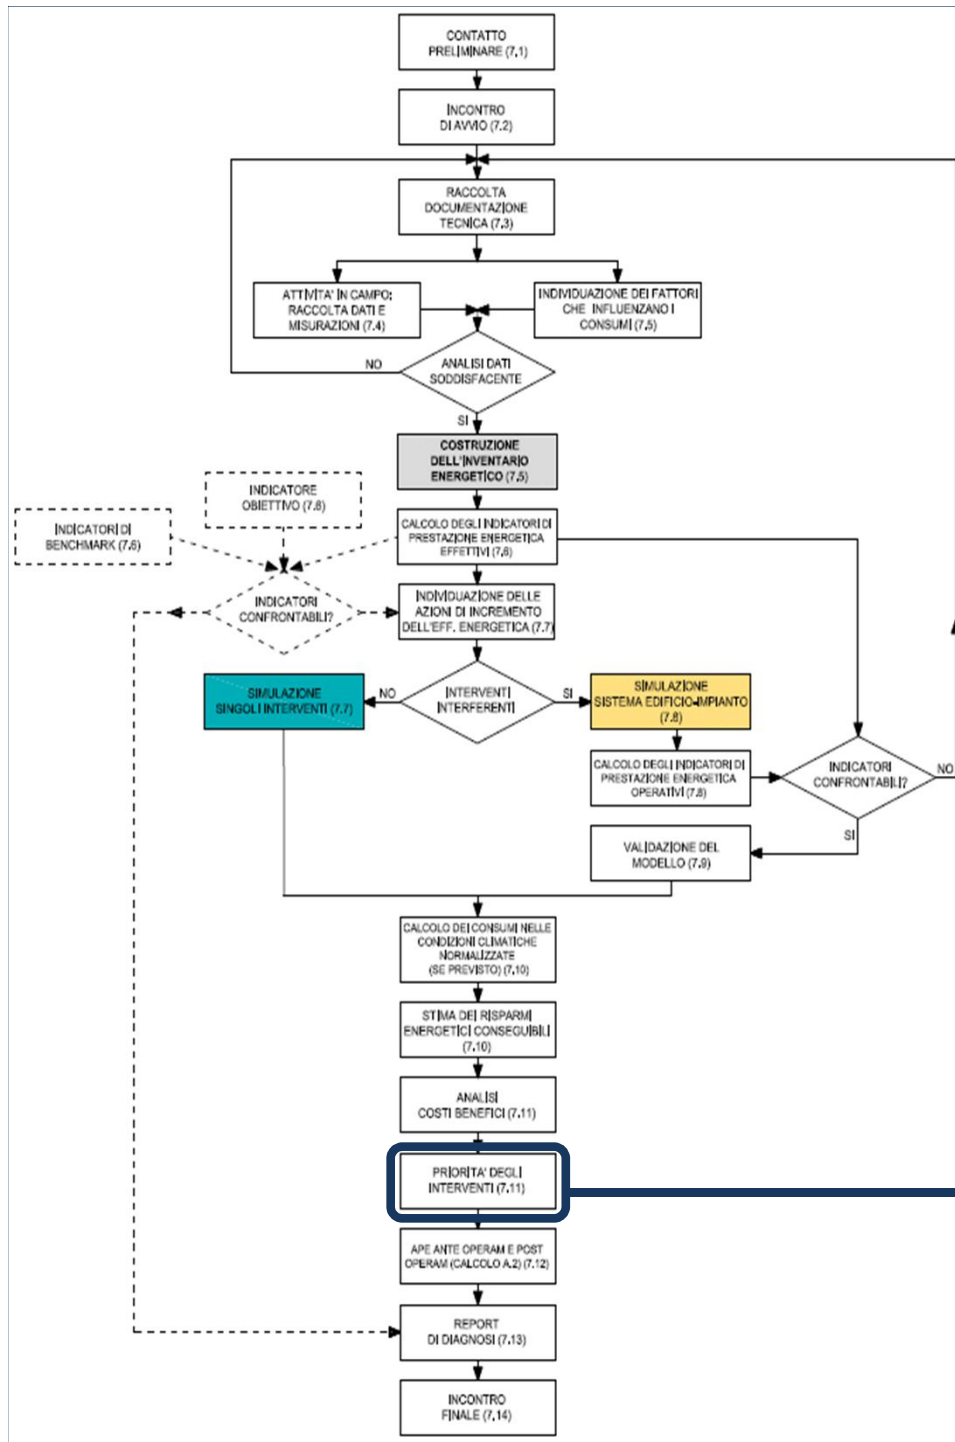 CONTATTO
PRELIMINARE (7.1)
INCONTRO
DI AVVIO (7.2)
RACCOLTA
DOCUMENTAZIONE
TECNICA (7.3)
ATTIVITA' IN CAMPO:
RACCOLTA DATI E
MISURAZIONI (7.4)
INDIVIDUAZIONE DEI FATTORI
CHE INFLUENZANO I
CONSUMI (7.5)
NO
ANALISI DATI
SODDISFACENTE
SI
COSTRUZIONE
DELL'INVENTARIO
ENERGETICO (7.5)
INDICATORE
OBIETTIVO (7.6)
INDICATORI DI
BENCHMARK (7.6)
CALCOLO DEGLI INDICATORI DI
PRESTAZIONE ENERGETICA
EFFETTIVI (7.6)
INDICATORI
CONFRONTABILI?
INDIVIDUAZIONE DELLE
AZIONI DI INCREMENTO
DELL'EFF. ENERGETICA (7.7)
SIMULAZIONE
SINGOLI INTERVENTI (7.7)
NO
INTERVENTI
INTERFERENTI
SI
SIMULAZIONE
SISTEMA EDIFICIO-IMPIANTO
(7.8)
CALCOLO DEGLI INDICATORI DI
PRESTAZIONE ENERGETICA
OPERATIVI (7.8)
INDICATORI
CONFRONTABILI?
NO
SI
VALIDAZIONE DEL
MODELLO (7.9)
CALCOLO DEI CONSUMI NELLE
CONDIZIONI CLIMATICHE
NORMALIZZATE
(SE PREVISTO) (7.10)
STIMA DEI RISPARMI
ENERGETICI CONSEGUIBILI
(7.10)
ANALISI
COSTI BENEFICI (7.11)
PRIORITA' DEGLI
INTERVENTI (7.11)
APE ANTE OPERAM E POST
OPERAM (CALCOLO A.2) (7.12)
REPORT
DI DIAGNOSI (7.13)
INCONTRO
FINALE (7.14)